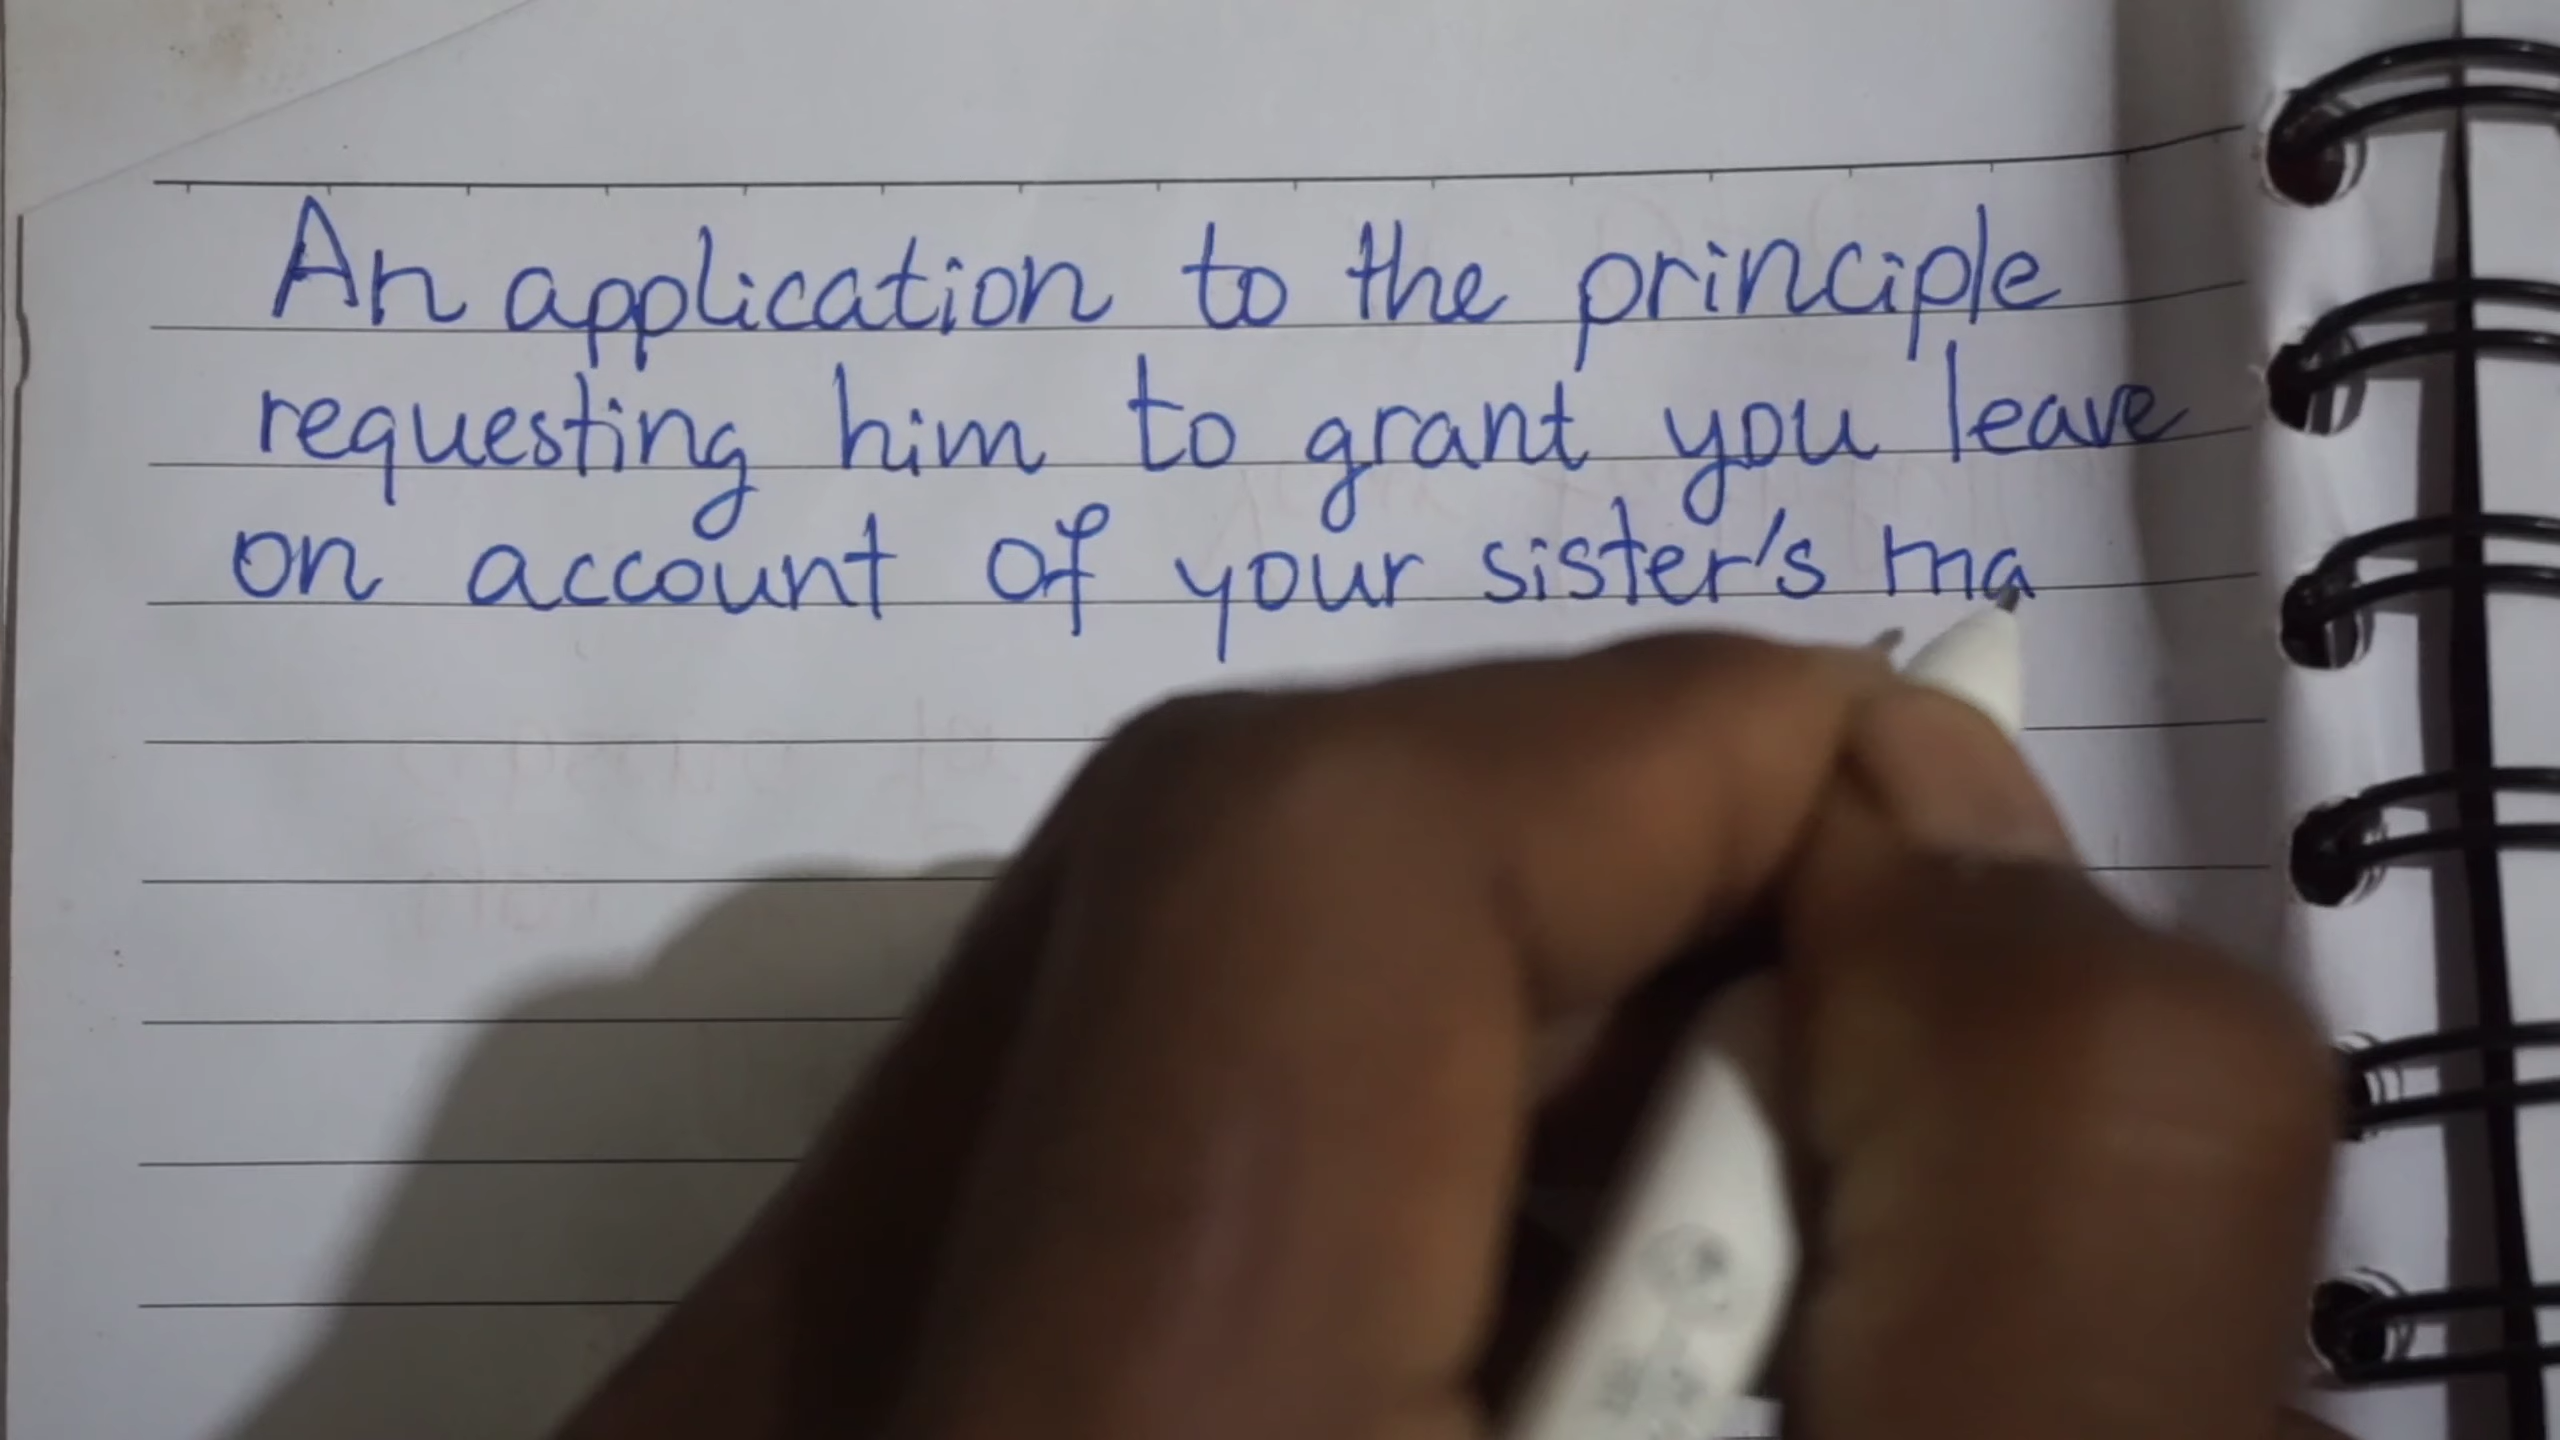 An application to the principle
requesting him to grant you leave
on account of your sister's ma